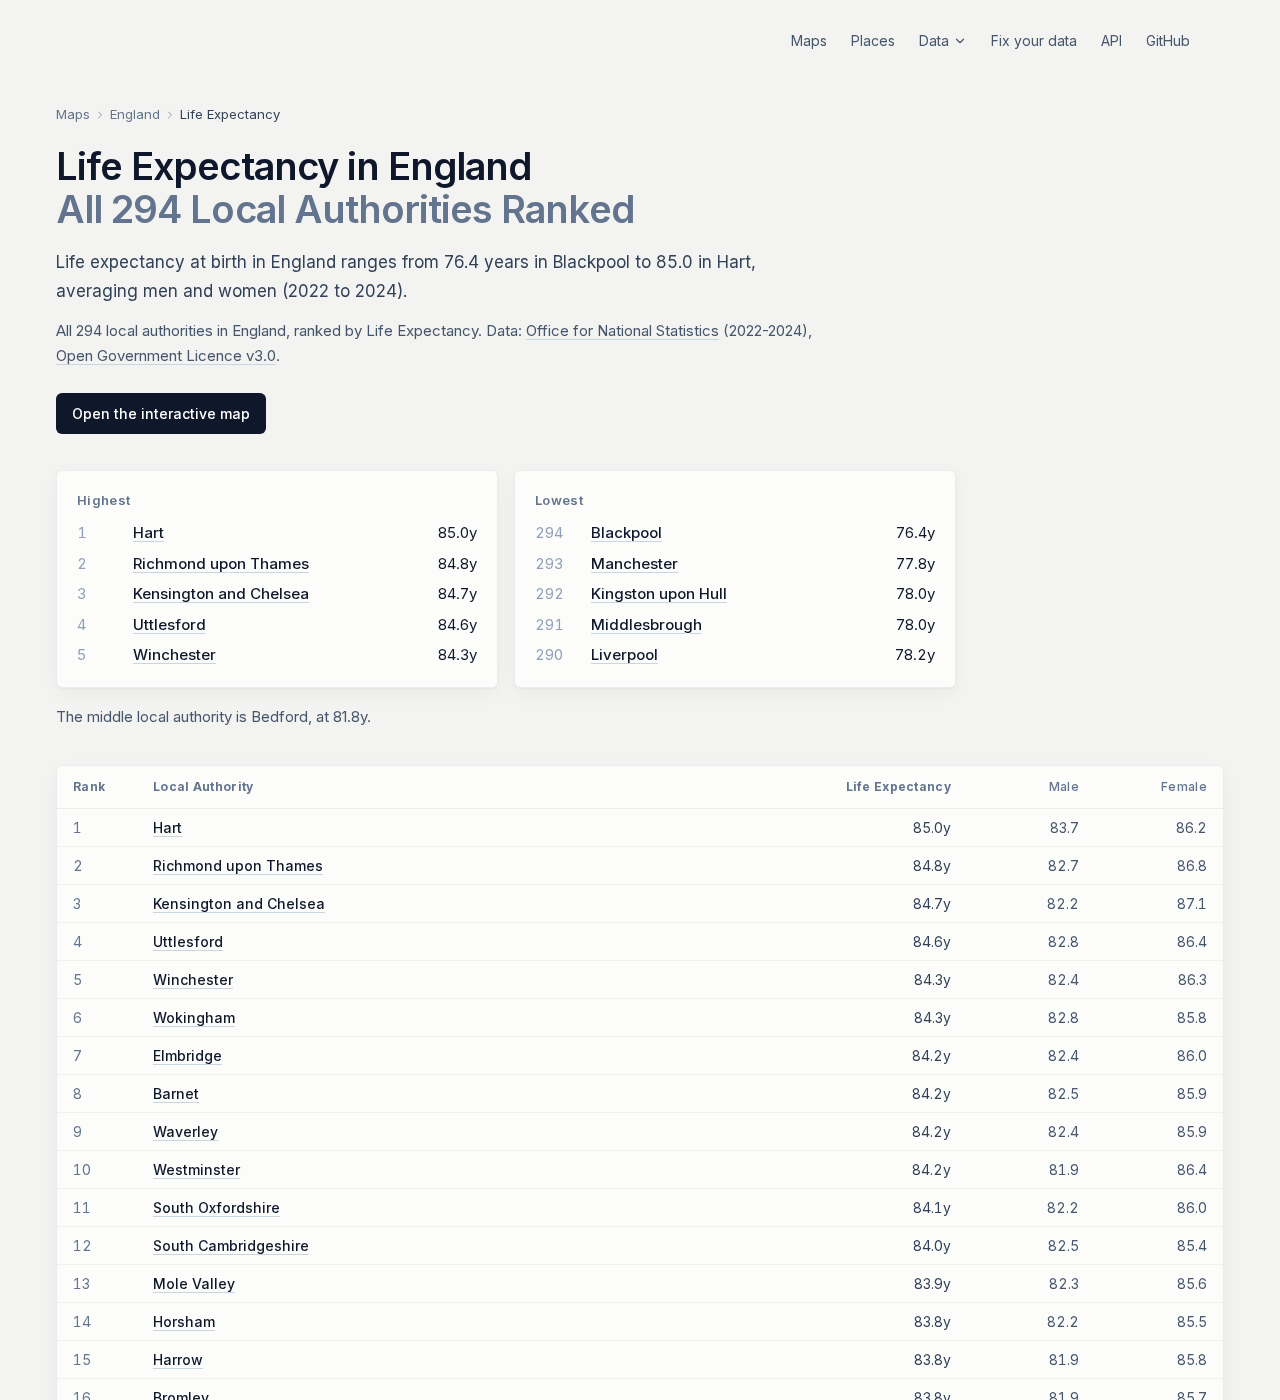 Maps Places Data Fix your data API GitHub
Maps › England › Life Expectancy
Life Expectancy in England
All 294 Local Authorities Ranked
Life expectancy at birth in England ranges from 76.4 years in Blackpool to 85.0 in Hart,
averaging men and women (2022 to 2024).
All 294 local authorities in England, ranked by Life Expectancy. Data: Office for National Statistics (2022-2024),
Open Government Licence v3.0.
Open the interactive map
Highest
1 Hart 85.0y
2 Richmond upon Thames 84.8y
3 Kensington and Chelsea 84.7y
4 Uttlesford 84.6y
5 Winchester 84.3y
Lowest
294 Blackpool 76.4y
293 Manchester 77.8y
292 Kingston upon Hull 78.0y
291 Middlesbrough 78.0y
290 Liverpool 78.2y
The middle local authority is Bedford, at 81.8y.
Rank Local Authority Life Expectancy Male Female
1 Hart 85.0y 83.7 86.2
2 Richmond upon Thames 84.8y 82.7 86.8
3 Kensington and Chelsea 84.7y 82.2 87.1
4 Uttlesford 84.6y 82.8 86.4
5 Winchester 84.3y 82.4 86.3
6 Wokingham 84.3y 82.8 85.8
7 Elmbridge 84.2y 82.4 86.0
8 Barnet 84.2y 82.5 85.9
9 Waverley 84.2y 82.4 85.9
10 Westminster 84.2y 81.9 86.4
11 South Oxfordshire 84.1y 82.2 86.0
12 South Cambridgeshire 84.0y 82.5 85.4
13 Mole Valley 83.9y 82.3 85.6
14 Horsham 83.8y 82.2 85.5
15 Harrow 83.8y 81.9 85.8
16 Bromley 83.8y 81.9 85.7